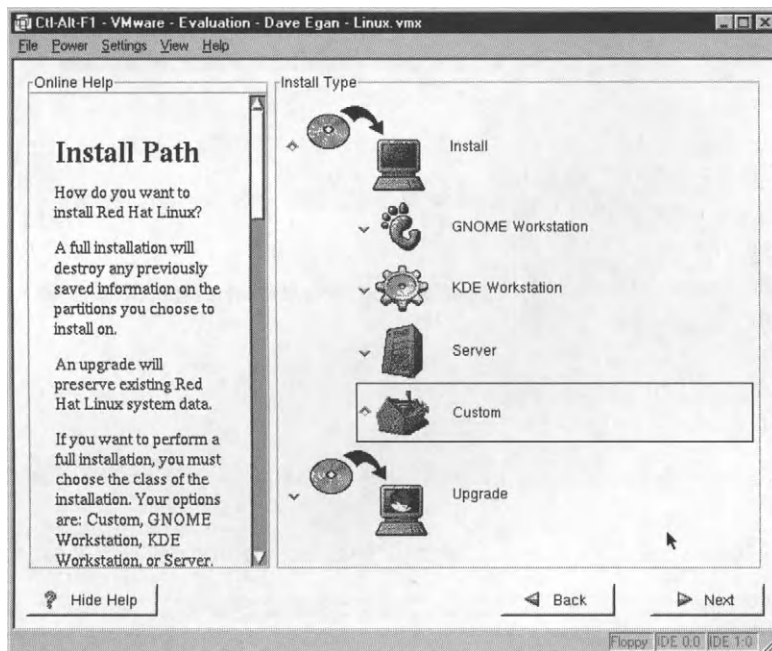 Ctl-Alt-F1 - VMware - Evaluation - Dave Egan - Linux.vmx
File Power Settings View Help
Online Help
Install Path
How do you want to
install Red Hat Linux?
A full installation will
destroy any previously
saved information on the
partitions you choose to
install on.
An upgrade will
preserve existing Red
Hat Linux system data.
If you want to perform a
full installation, you must
choose the class of the
installation. Your options
are: Custom, GNOME
Workstation, KDE
Workstation, or Server.
Install Type
Install
GNOME Workstation
KDE Workstation
Server
Custom
Upgrade
? Hide Help
Back
Next
Floppy IDE 0:0 IDE 1:0